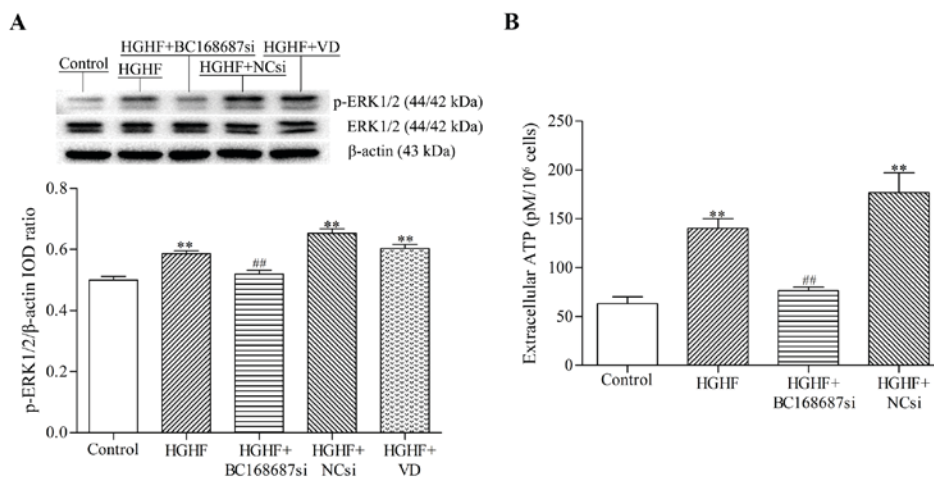 A
HGHF+BC168687si HGHF+VD
Control HGHF HGHF+NCsi
p-ERK1/2 (44/42 kDa)
ERK1/2 (44/42 kDa)
β-actin (43 kDa)
p-ERK1/2/β-actin IOD ratio
0.8
0.6
0.4
0.2
0.0
**
##
**
**
Control HGHF HGHF+ HGHF+ HGHF+
BC168687si NCsi VD
B
Extracellular ATP (pM/10⁶ cells)
250
200
150
100
50
0
**
##
**
Control HGHF HGHF+ HGHF+
BC168687si NCsi